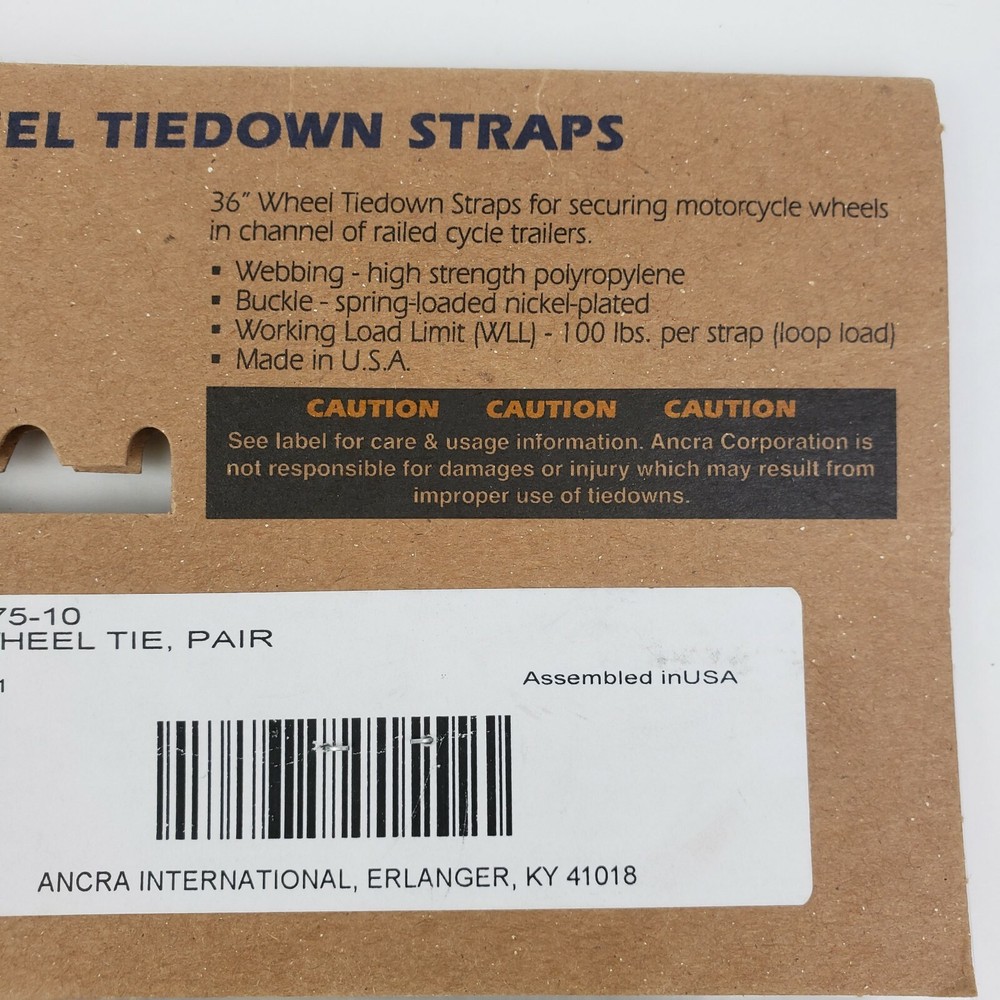 EL TIEDOWN STRAPS
36" Wheel Tiedown Straps for securing motorcycle wheels
in channel of railed cycle trailers.
▪ Webbing - high strength polyropylene
▪ Buckle - spring-loaded nickel-plated
▪ Working Load Limit (WLL) - 100 lbs. per strap (loop load)
▪ Made in U.S.A.
CAUTION CAUTION CAUTION
See label for care & usage information. Ancra Corporation is
not responsible for damages or injury which may result from
improper use of tiedowns.
75-10
HEEL TIE, PAIR
1
Assembled inUSA
ANCRA INTERNATIONAL, ERLANGER, KY 41018